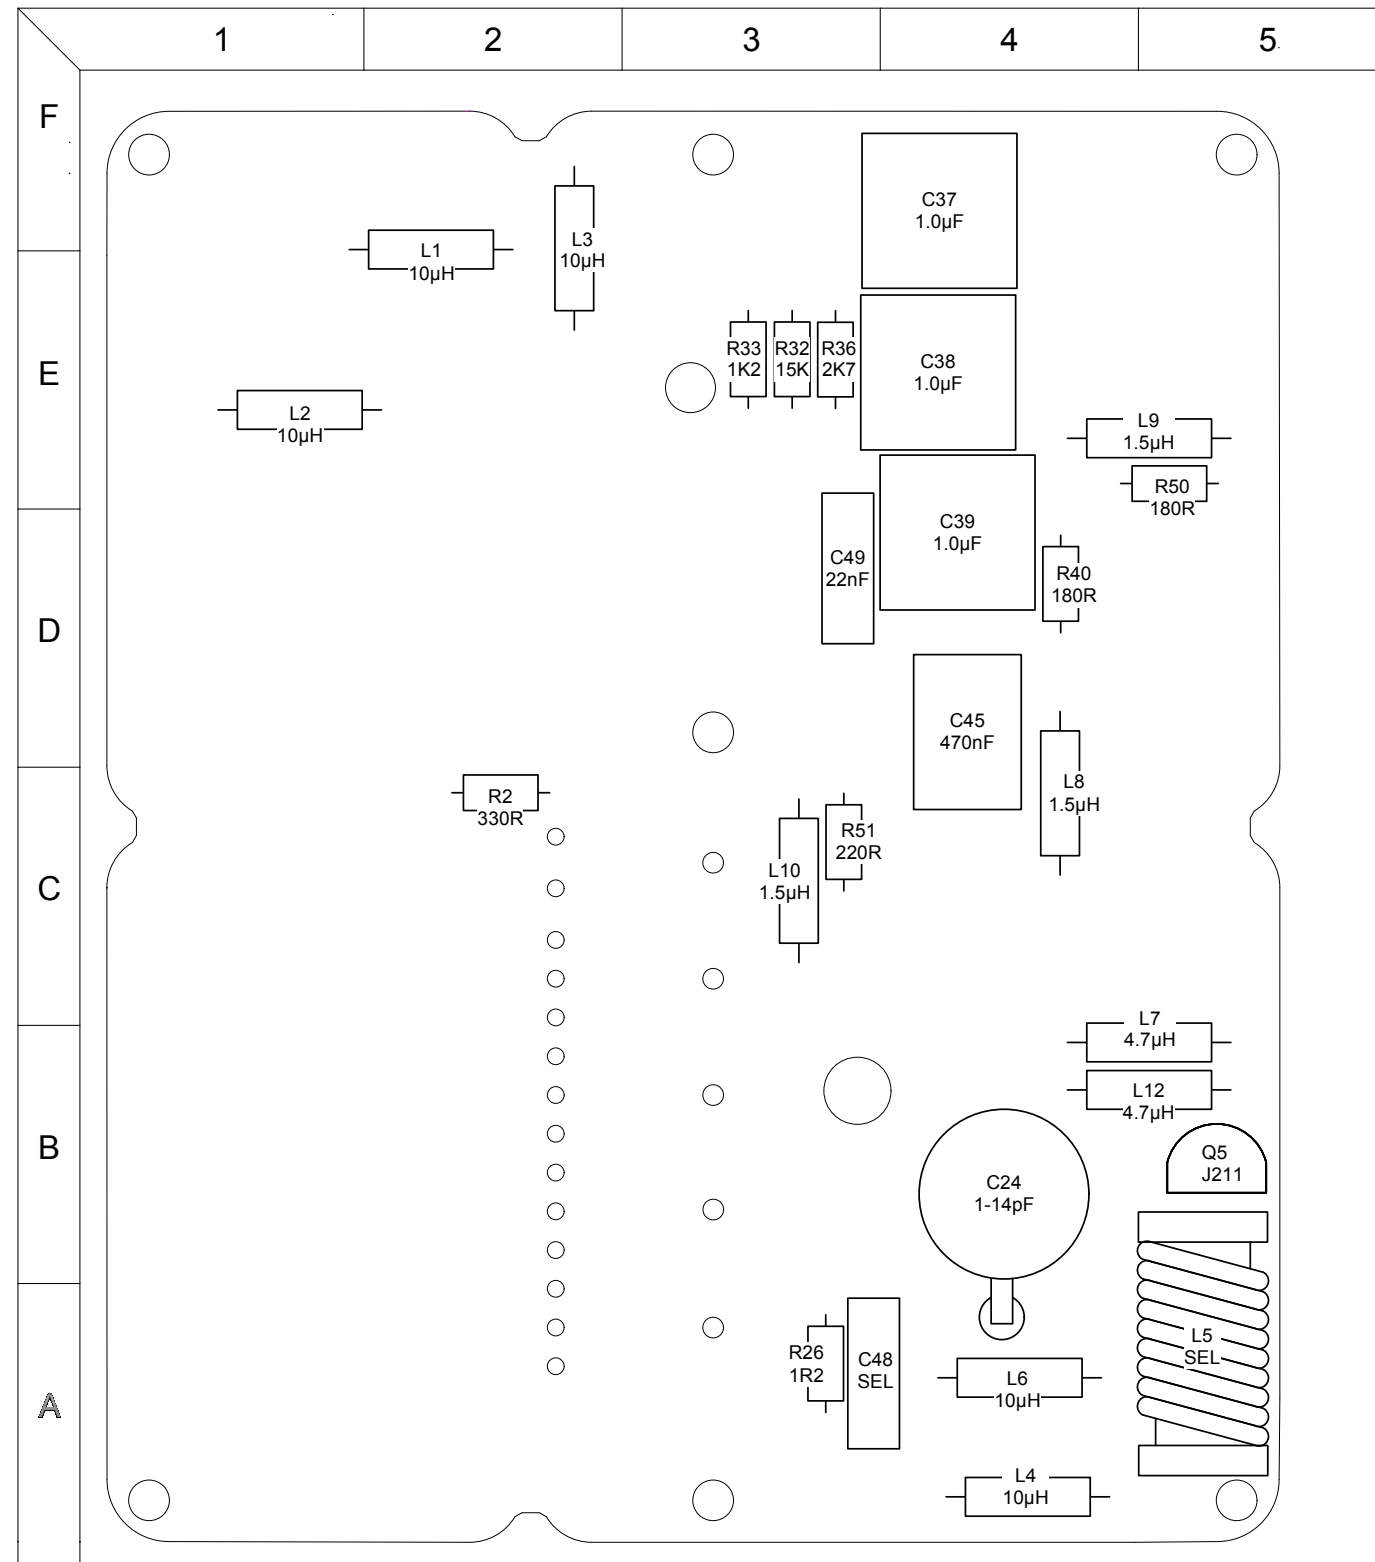 1 2 3 4 5
F
C37
1.0µF
L3
10µH
L1
10µH
E
R33
1K2
R32
15K
R36
2K7
C38
1.0µF
L2
10µH
L9
1.5µH
R50
180R
C39
1.0µF
C49
22nF
R40
180R
D
C45
470nF
L8
1.5µH
R2
330R
R51
220R
L10
1.5µH
C
L7
4.7µH
L12
4.7µH
B
Q5
J211
C24
1-14pF
L5
SEL
R26
1R2
C48
SEL
L6
10µH
A
L4
10µH